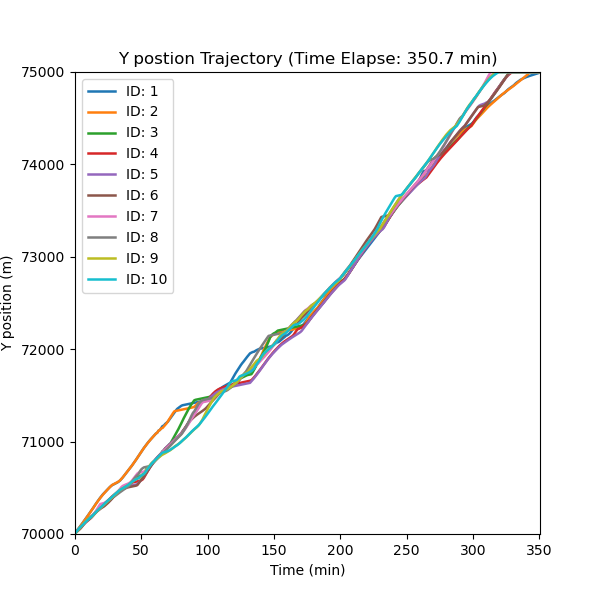 Y postion Trajectory (Time Elapse: 350.7 min)
75000
74000
73000
72000
71000
70000
Y position (m)
ID: 1
ID: 2
ID: 3
ID: 4
ID: 5
ID: 6
ID: 7
ID: 8
ID: 9
ID: 10
0 50 100 150 200 250 300 350
Time (min)